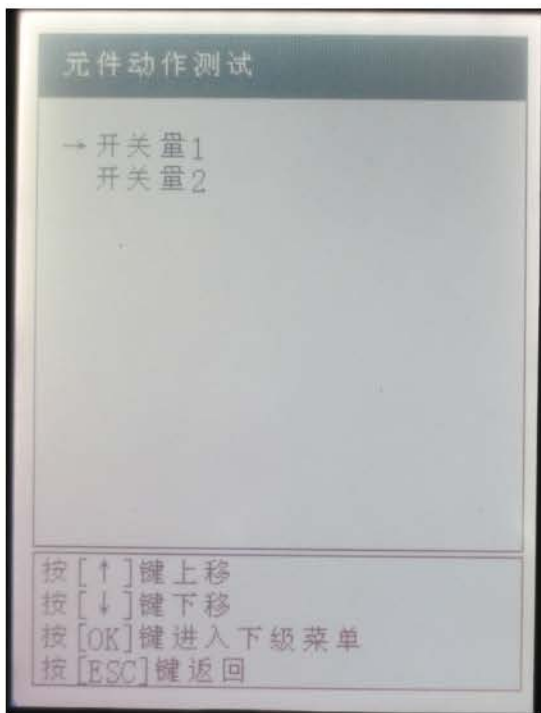 元件动作测试
→开关量1
开关量2
按[↑]键上移
按[↓]键下移
按[OK]键进入下级菜单
按[ESC]键返回